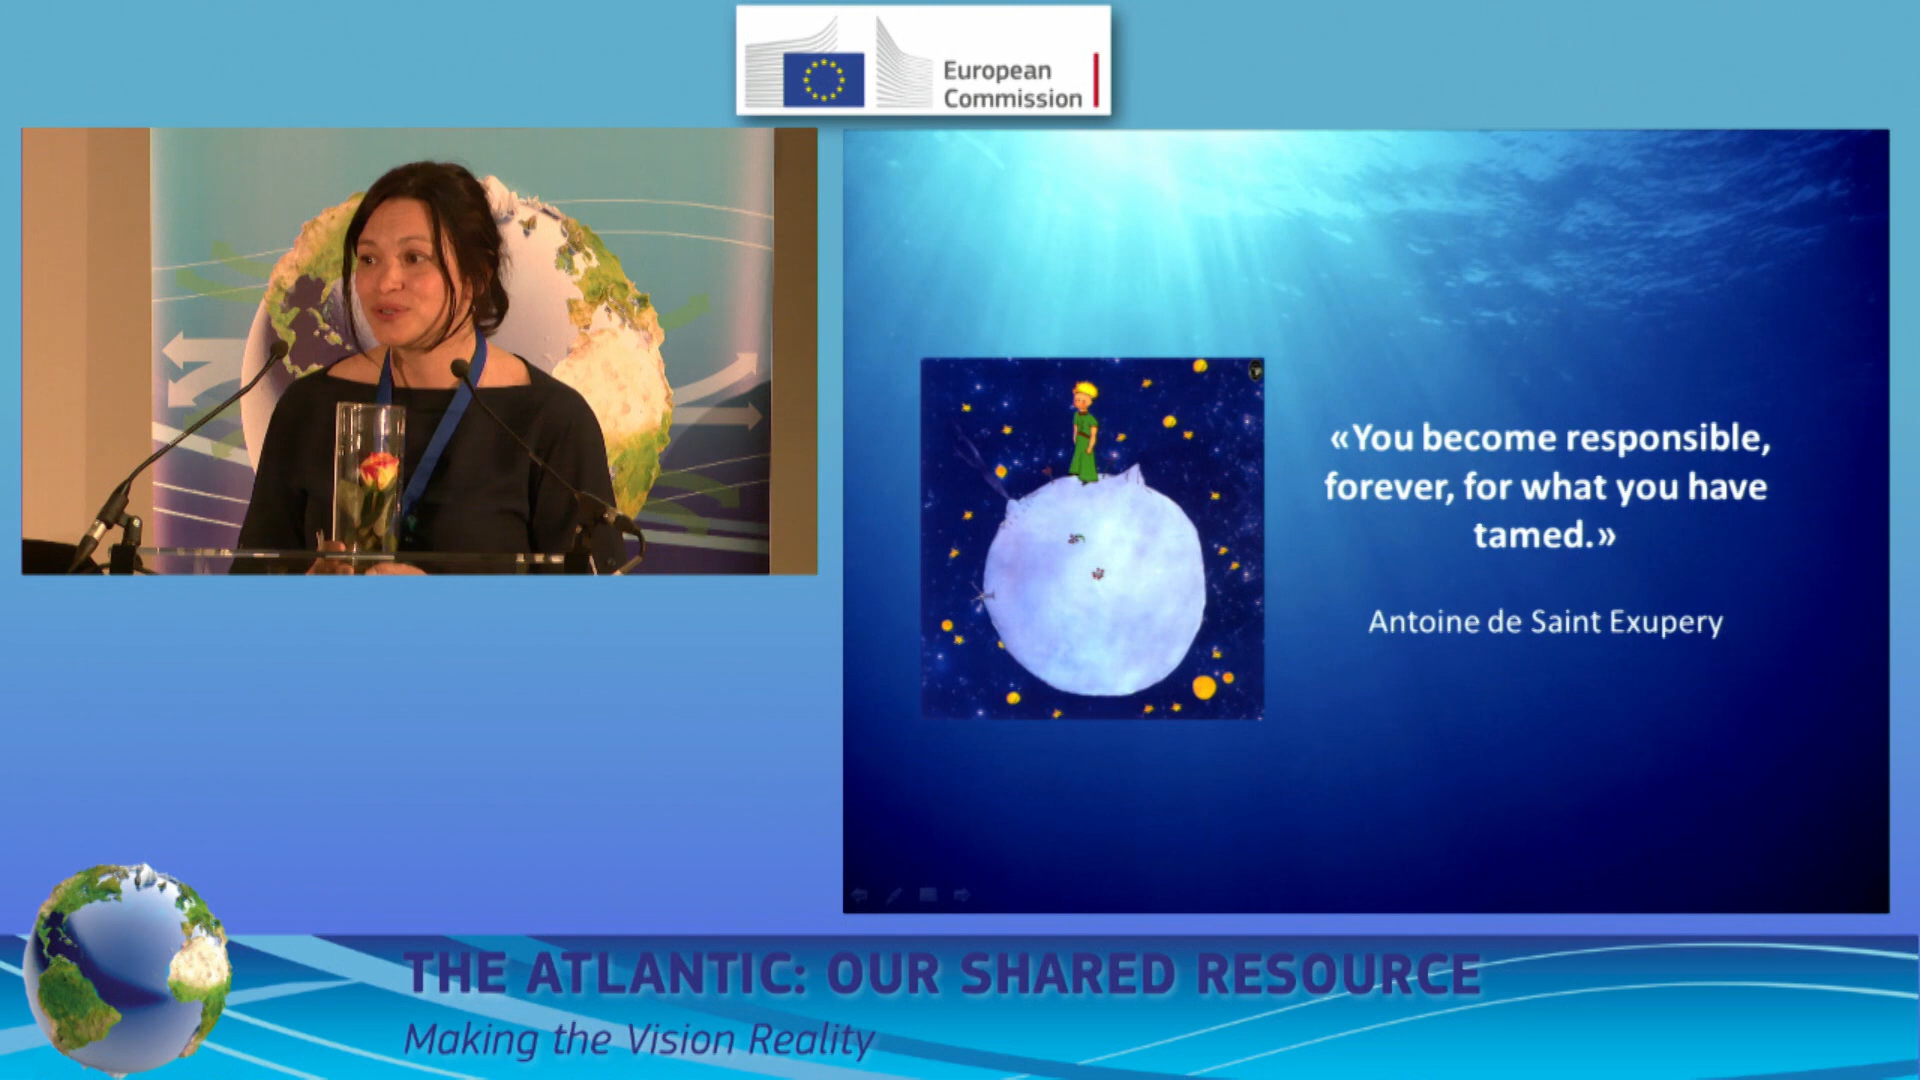 European
Commission
«You become responsible,
forever, for what you have
tamed.»
Antoine de Saint Exupery
THE ATLANTIC: OUR SHARED RESOURCE
Making the Vision Reality